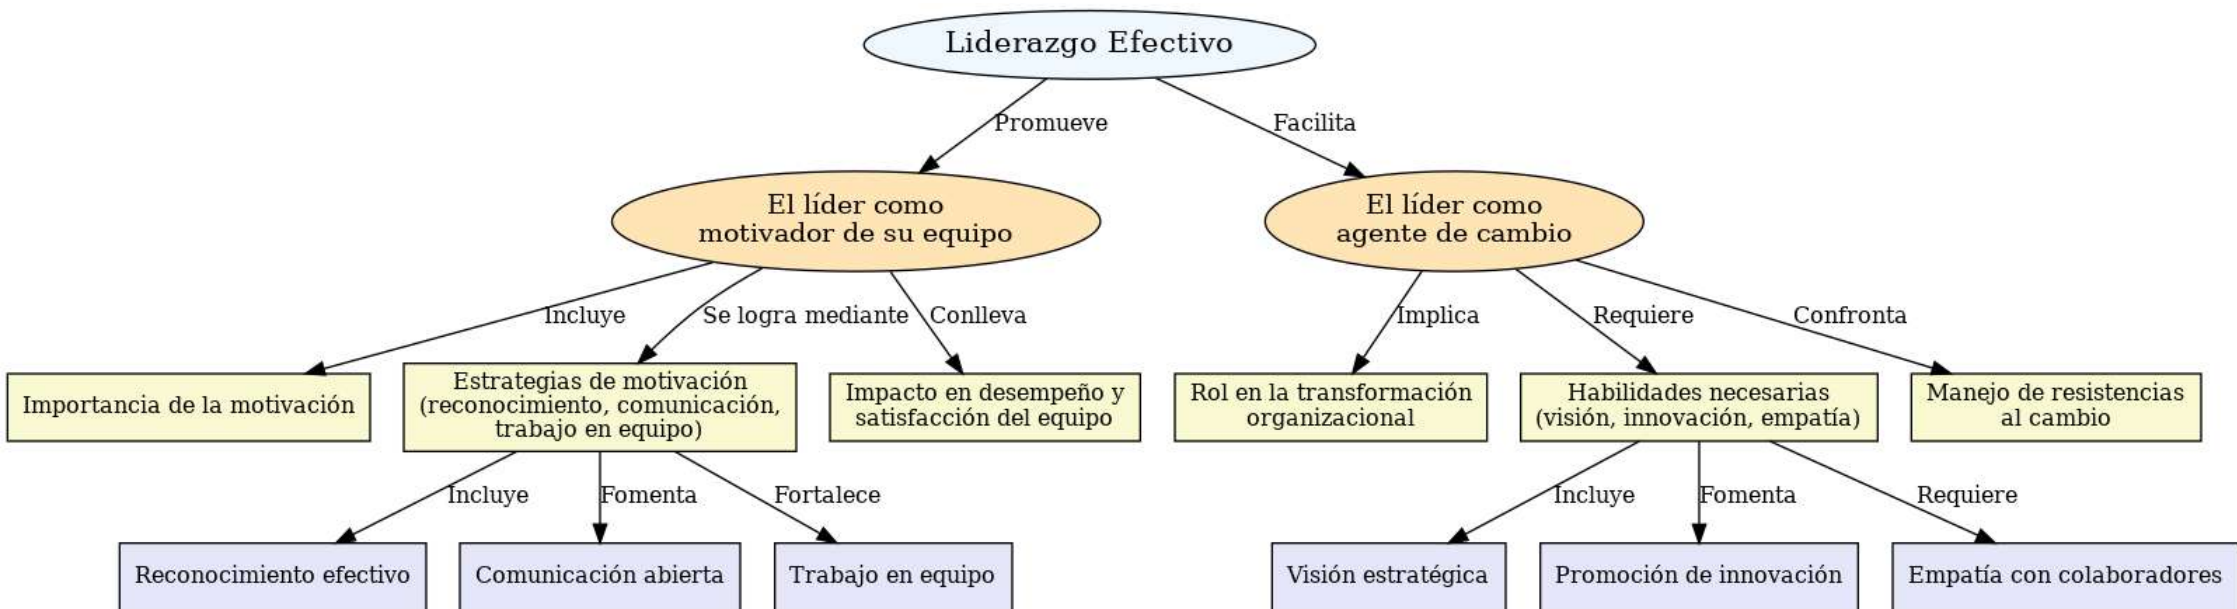 Liderazgo Efectivo
Promueve
Facilita
El líder como
motivador de su equipo
El líder como
agente de cambio
Incluye
Se logra mediante
Conlleva
Implica
Requiere
Confronta
Importancia de la motivación
Estrategias de motivación
(reconocimiento, comunicación,
trabajo en equipo)
Impacto en desempeño y
satisfacción del equipo
Rol en la transformación
organizacional
Habilidades necesarias
(visión, innovación, empatía)
Manejo de resistencias
al cambio
Incluye
Fomenta
Fortalece
Incluye
Fomenta
Requiere
Reconocimiento efectivo
Comunicación abierta
Trabajo en equipo
Visión estratégica
Promoción de innovación
Empatía con colaboradores